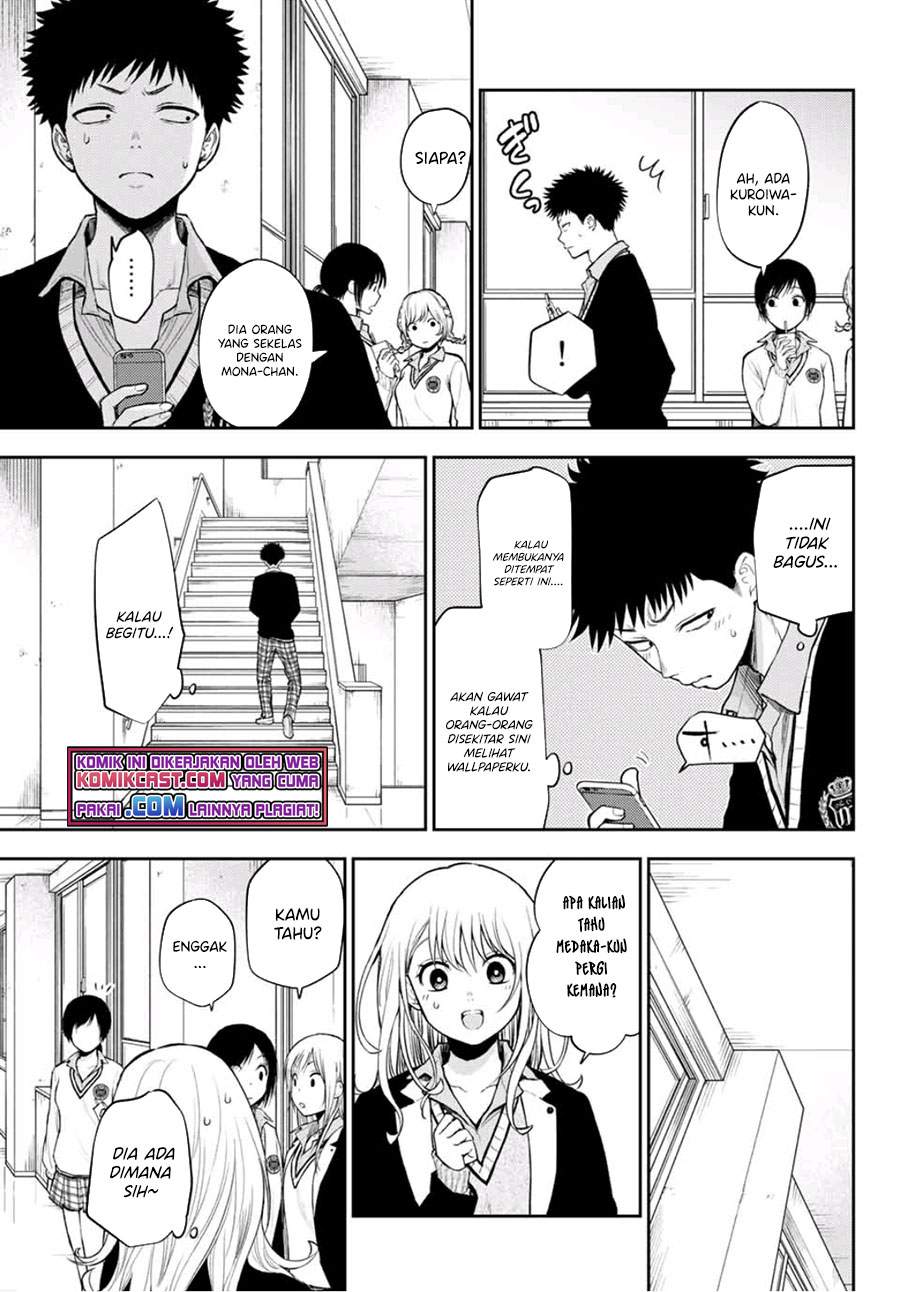 AH, ADA
KUROIWA-
KUN.
ぎくっ
!
SIAPA?
DIA ORANG
YANG SEKELAS
DENGAN
MONA-CHAN.
......
....INI
TIDAK
BAGUS...
KALAU
MEMBUKANYA
DITEMPAT
SEPERTI INI....
AKAN GAWAT
KALAU
ORANG-ORANG
DISEKITAR SINI
MELIHAT
WALLPAPERKU.
KALAU
BEGITU...!
KOMIK INI DIKERJAKAN OLEH WEB
KOMIKCAST.COM YANG CUMA
PAKAI .COM LAINNYA PLAGIAT!
APA KALIAN
TAHU
MEDAKA-KUN
PERGI
KEMANA?
KAMU
TAHU?
ENGGAK
...
DIA ADA
DIMANA
SIH~